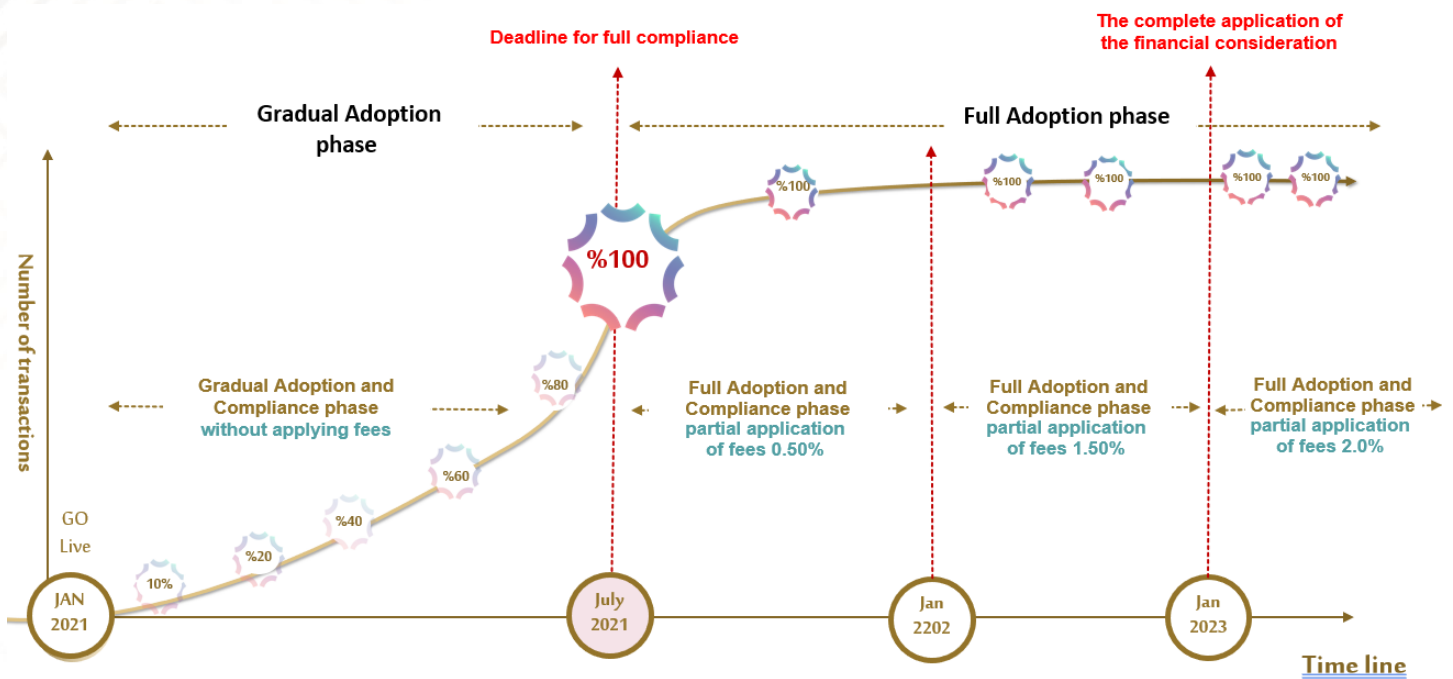 Deadline for full compliance
The complete application of
the financial consideration
Gradual Adoption
phase
Full Adoption phase
%100
%100
%100
%100
%100
%100
Number of transactions
%80
%60
%40
%20
10%
Gradual Adoption and
Compliance phase
without applying fees
Full Adoption and
Compliance phase
partial application
of fees 0.50%
Full Adoption and
Compliance phase
partial application
of fees 1.50%
Full Adoption and
Compliance phase
partial application
of fees 2.0%
GO
Live
JAN
2021
July
2021
Jan
2202
Jan
2023
Time line